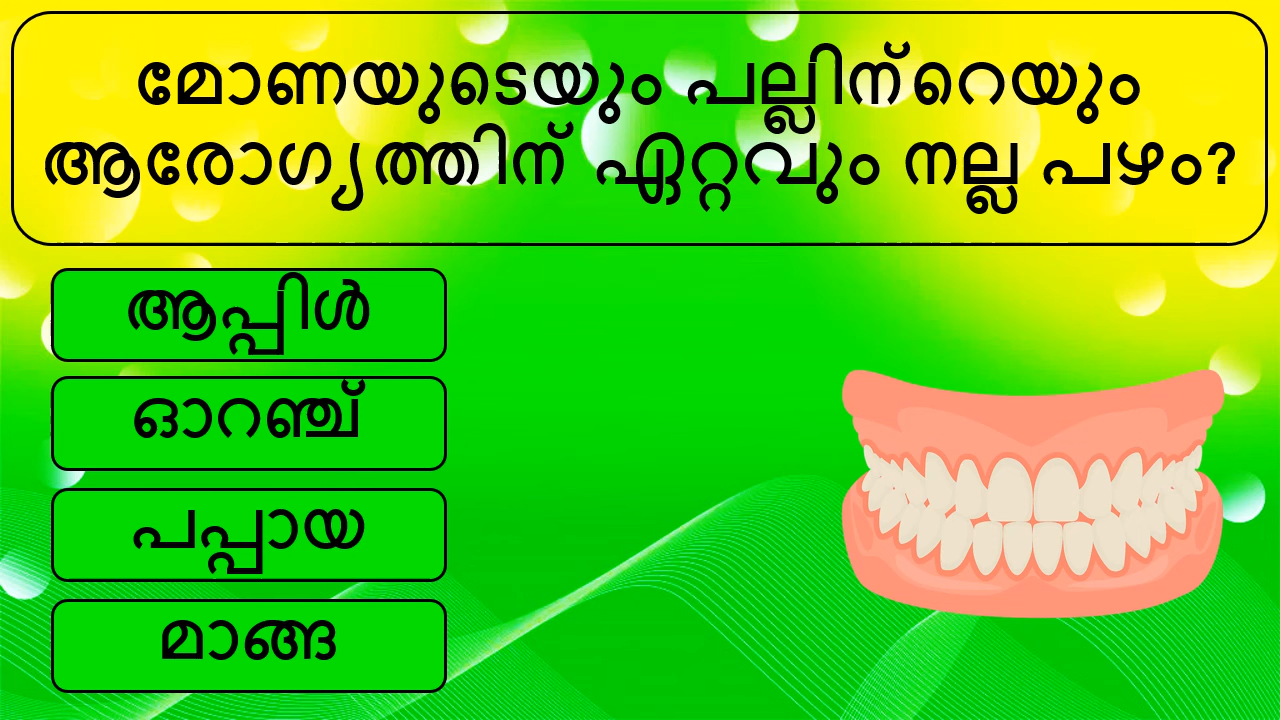 മോണയുടെയും പല്ലിന്റെയും
ആരോഗ്യത്തിന് ഏറ്റവും നല്ല പഴം?
ആപ്പിൾ
ഓറഞ്ച്
പപ്പായ
മാങ്ങ